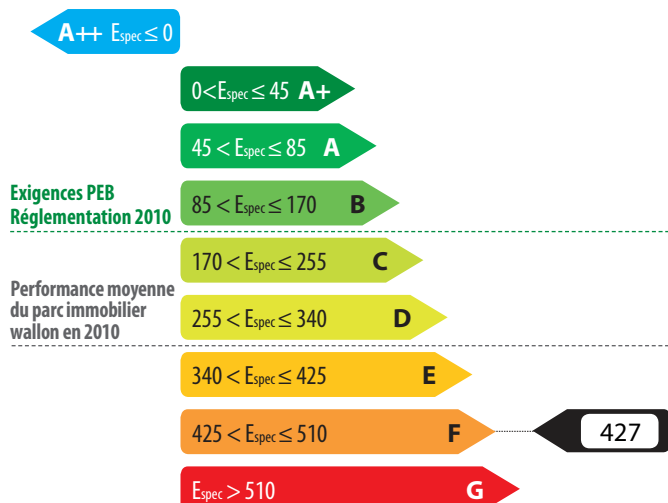 A++ Espec ≤ 0
0<Espec ≤ 45 A+
45 < Espec ≤ 85 A
Exigences PEB
Réglementation 2010
85 < Espec ≤ 170 B
170 < Espec ≤ 255 C
Performance moyenne
du parc immobilier
wallon en 2010
255 < Espec ≤ 340 D
340 < Espec ≤ 425 E
425 < Espec ≤ 510 F
427
Espec > 510 G